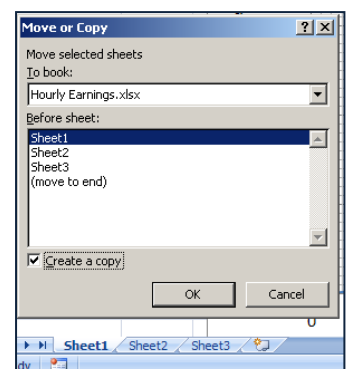 Move or Copy
Move selected sheets
To book:
Hourly Earnings.xlsx
Before sheet:
Sheet1
Sheet2
Sheet3
(move to end)
Create a copy
OK Cancel
Sheet1 Sheet2 Sheet3
dy